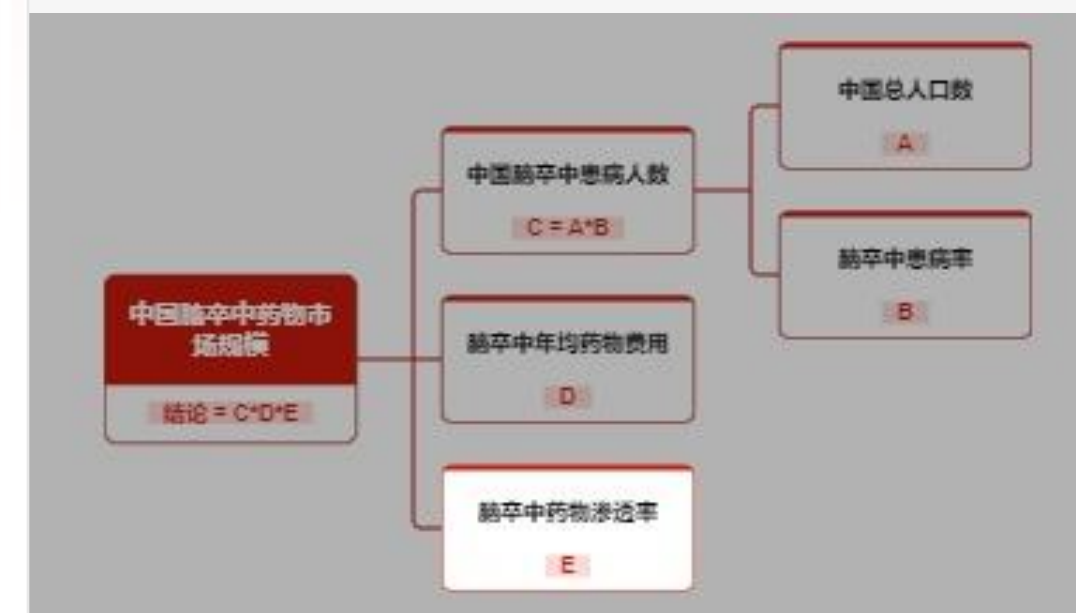 中国总人口数
A
中国脑卒中患病人数
C = A*B
脑卒中患病率
B
中国脑卒中药物市
场规模
结论 = C*D*E
脑卒中年均药物费用
D
脑卒中药物渗透率
E